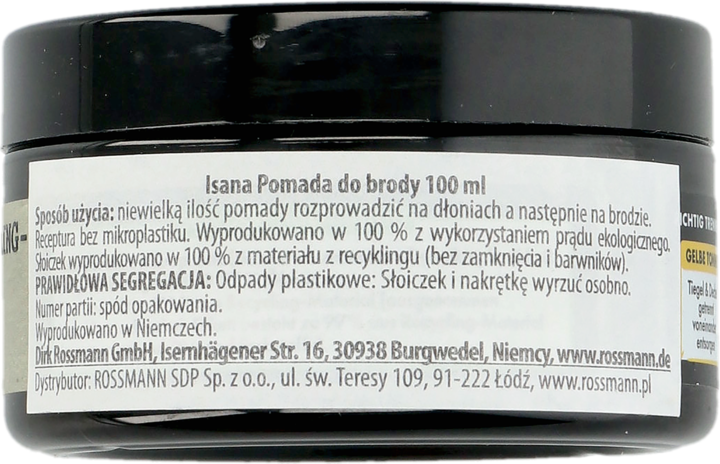 Isana Pomada do brody 100 ml
Sposób użycia: niewielką ilość pomady rozprowadzić na dłoniach a następnie na brodzie.
Receptura bez mikroplastiku. Wyprodukowano w 100 % z wykorzystaniem prądu ekologicznego.
Słoiczek wyprodukowano w 100 % z materiału z recyklingu (bez zamknięcia i barwników).
PRAWIDŁOWA SEGREGACJA: Odpady plastikowe: Słoiczek i nakrętkę wyrzuć osobno.
Numer partii: spód opakowania.
Wyprodukowano w Niemczech.
Dirk Rossmann GmbH, Isernhägener Str. 16, 30938 Burgwedel, Niemcy, www.rossmann.de
Dystrybutor: ROSSMANN SDP Sp. z o.o., ul. św. Teresy 109, 91-222 Łódź, www.rossmann.pl
GELBE
Tiegel &